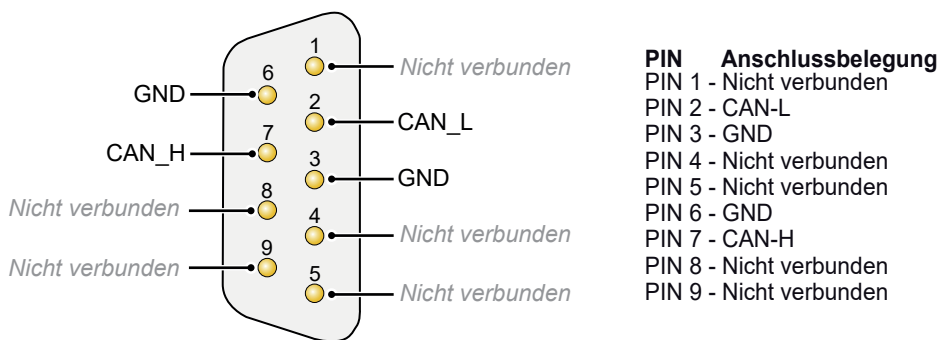 1
Nicht verbunden
6
GND
2
CAN_L
7
CAN_H
3
GND
8
Nicht verbunden
4
Nicht verbunden
9
Nicht verbunden
5
Nicht verbunden
PIN Anschlussbelegung
PIN 1 - Nicht verbunden
PIN 2 - CAN-L
PIN 3 - GND
PIN 4 - Nicht verbunden
PIN 5 - Nicht verbunden
PIN 6 - GND
PIN 7 - CAN-H
PIN 8 - Nicht verbunden
PIN 9 - Nicht verbunden